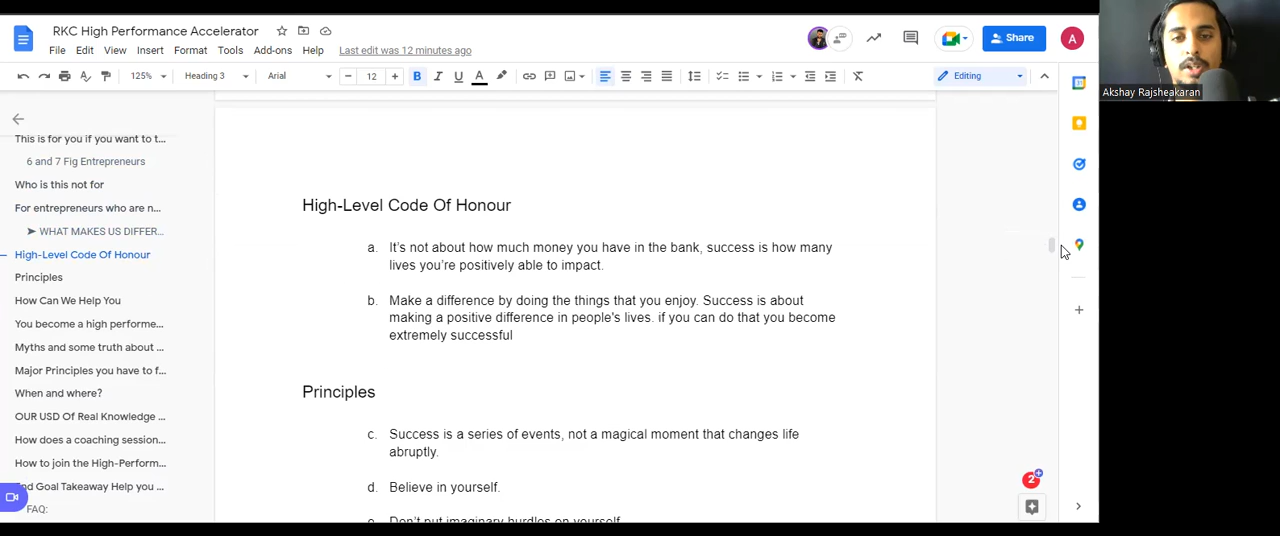 RKC High Performance Accelerator
File Edit View Insert Format Tools Add-ons Help Last edit was 12 minutes ago
Share
A
125% Heading 3 Arial 12 B I U A Editing
Akshay Rajsheakaran
This is for you if you want to t...
6 and 7 Fig Entrepreneurs
Who is this not for
For entrepreneurs who are n...
➤ WHAT MAKES US DIFFER...
High-Level Code Of Honour
Principles
How Can We Help You
You become a high performe...
Myths and some truth about ...
Major Principles you have to f...
When and where?
OUR USD Of Real Knowledge ...
How does a coaching session...
How to join the High-Perform...
End Goal Takeaway Help you ...
FAQ:
High-Level Code Of Honour
a. It's not about how much money you have in the bank, success is how many
lives you're positively able to impact.
b. Make a difference by doing the things that you enjoy. Success is about
making a positive difference in people's lives. if you can do that you become
extremely successful
Principles
c. Success is a series of events, not a magical moment that changes life
abruptly.
d. Believe in yourself.
e. Don't put imaginary hurdles on yourself
2